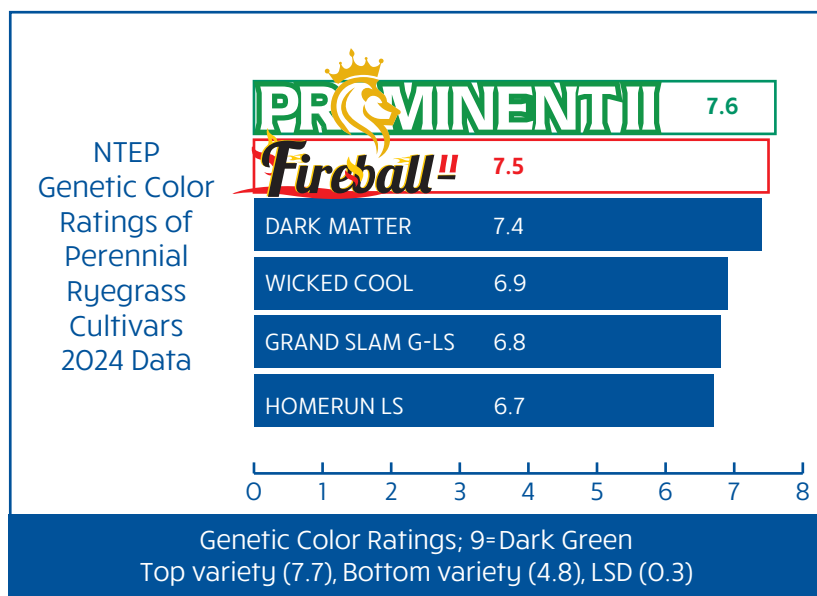 NTEP
Genetic Color
Ratings of
Perennial
Ryegrass
Cultivars
2024 Data
PROMINENT II 7.6
Fireball II 7.5
DARK MATTER 7.4
WICKED COOL 6.9
GRAND SLAM G-LS 6.8
HOMERUN LS 6.7
0 1 2 3 4 5 6 7 8
Genetic Color Ratings; 9=Dark Green
Top variety (7.7), Bottom variety (4.8), LSD (0.3)